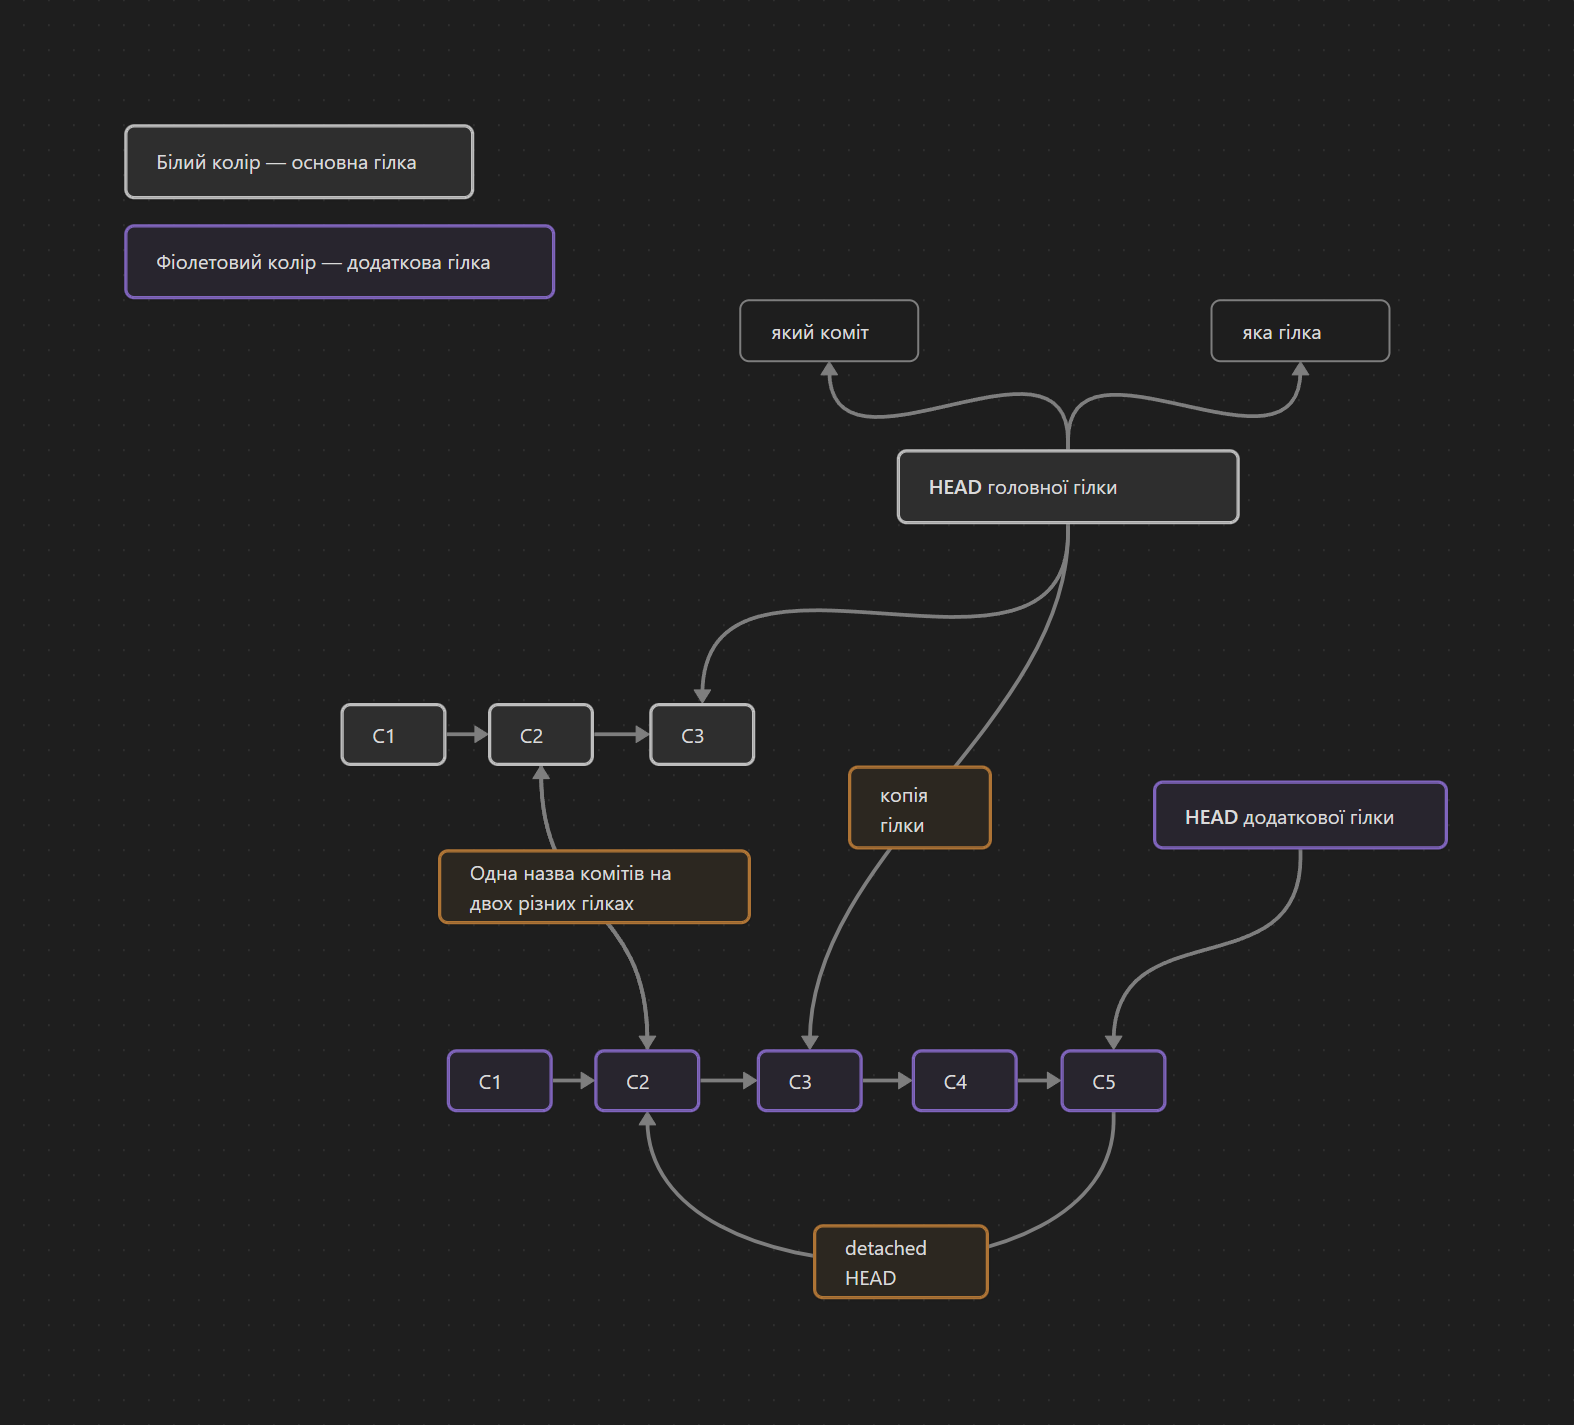 Білий колір — основна гілка
Фіолетовий колір — додаткова гілка
який коміт
яка гілка
HEAD головної гілки
C1
C2
C3
копія
гілки
HEAD додаткової гілки
Одна назва комітів на
двох різних гілках
C1
C2
C3
C4
C5
detached
HEAD